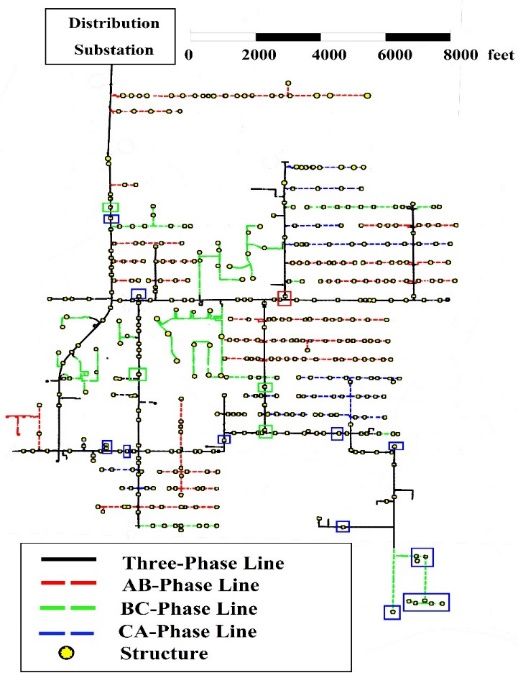 Distribution
Substation
0 2000 4000 6000 8000 feet
Three-Phase Line
AB-Phase Line
BC-Phase Line
CA-Phase Line
Structure